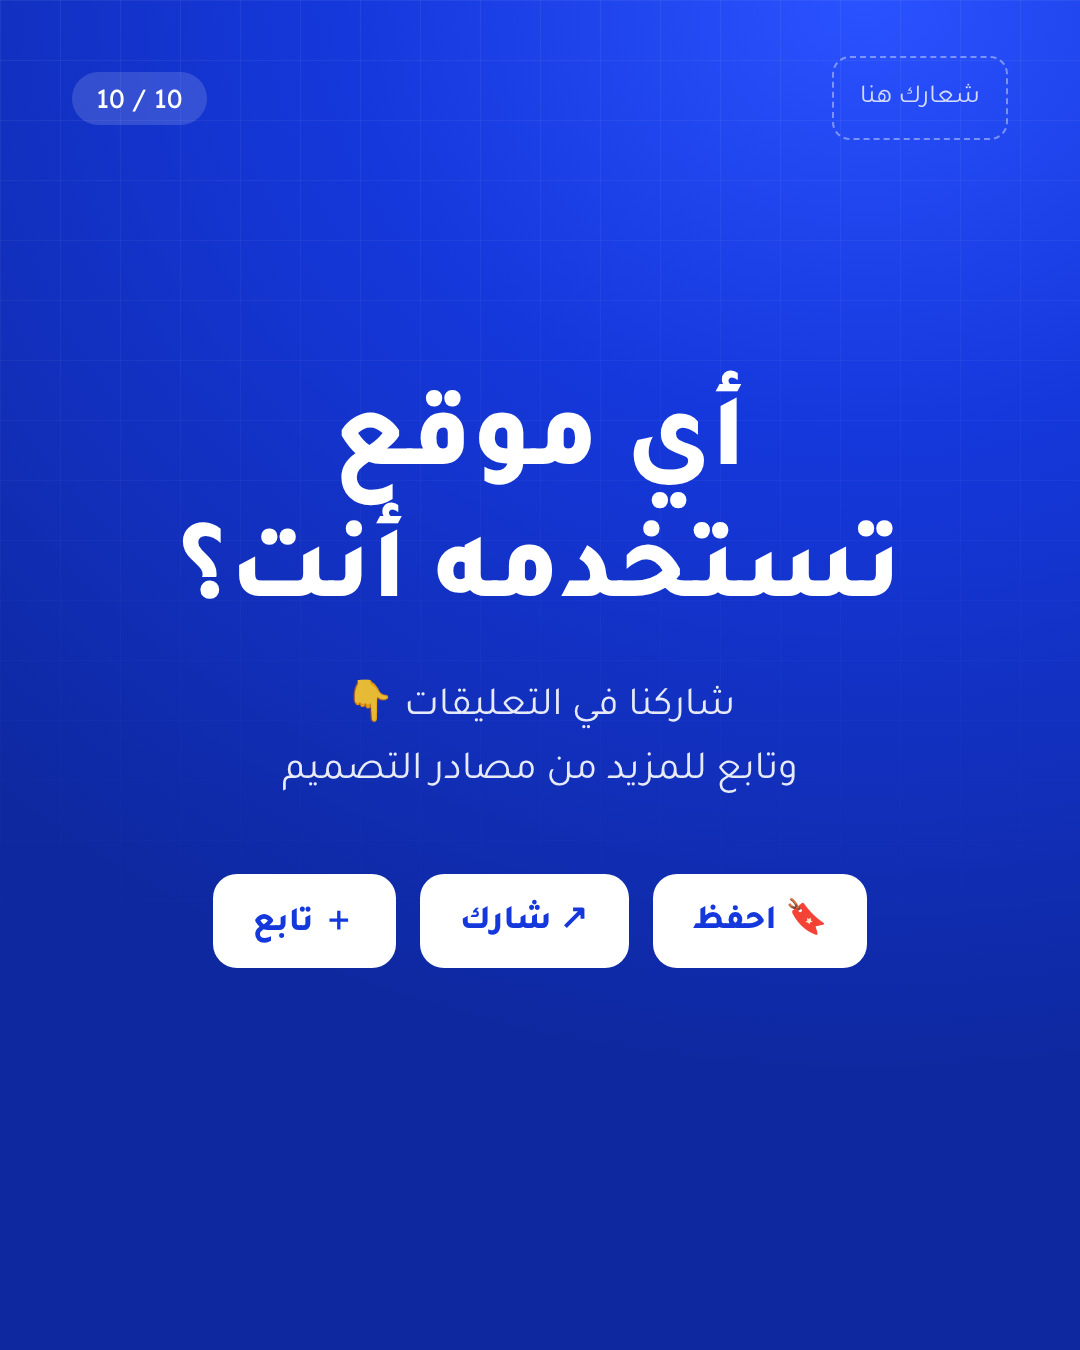 شعارك هنا
10 / 10
أي موقع
تستخدمه أنت؟
شاركنا في التعليقات 👇
وتابع للمزيد من مصادر التصميم
🔖 احفظ
↗ شارك
+ تابع